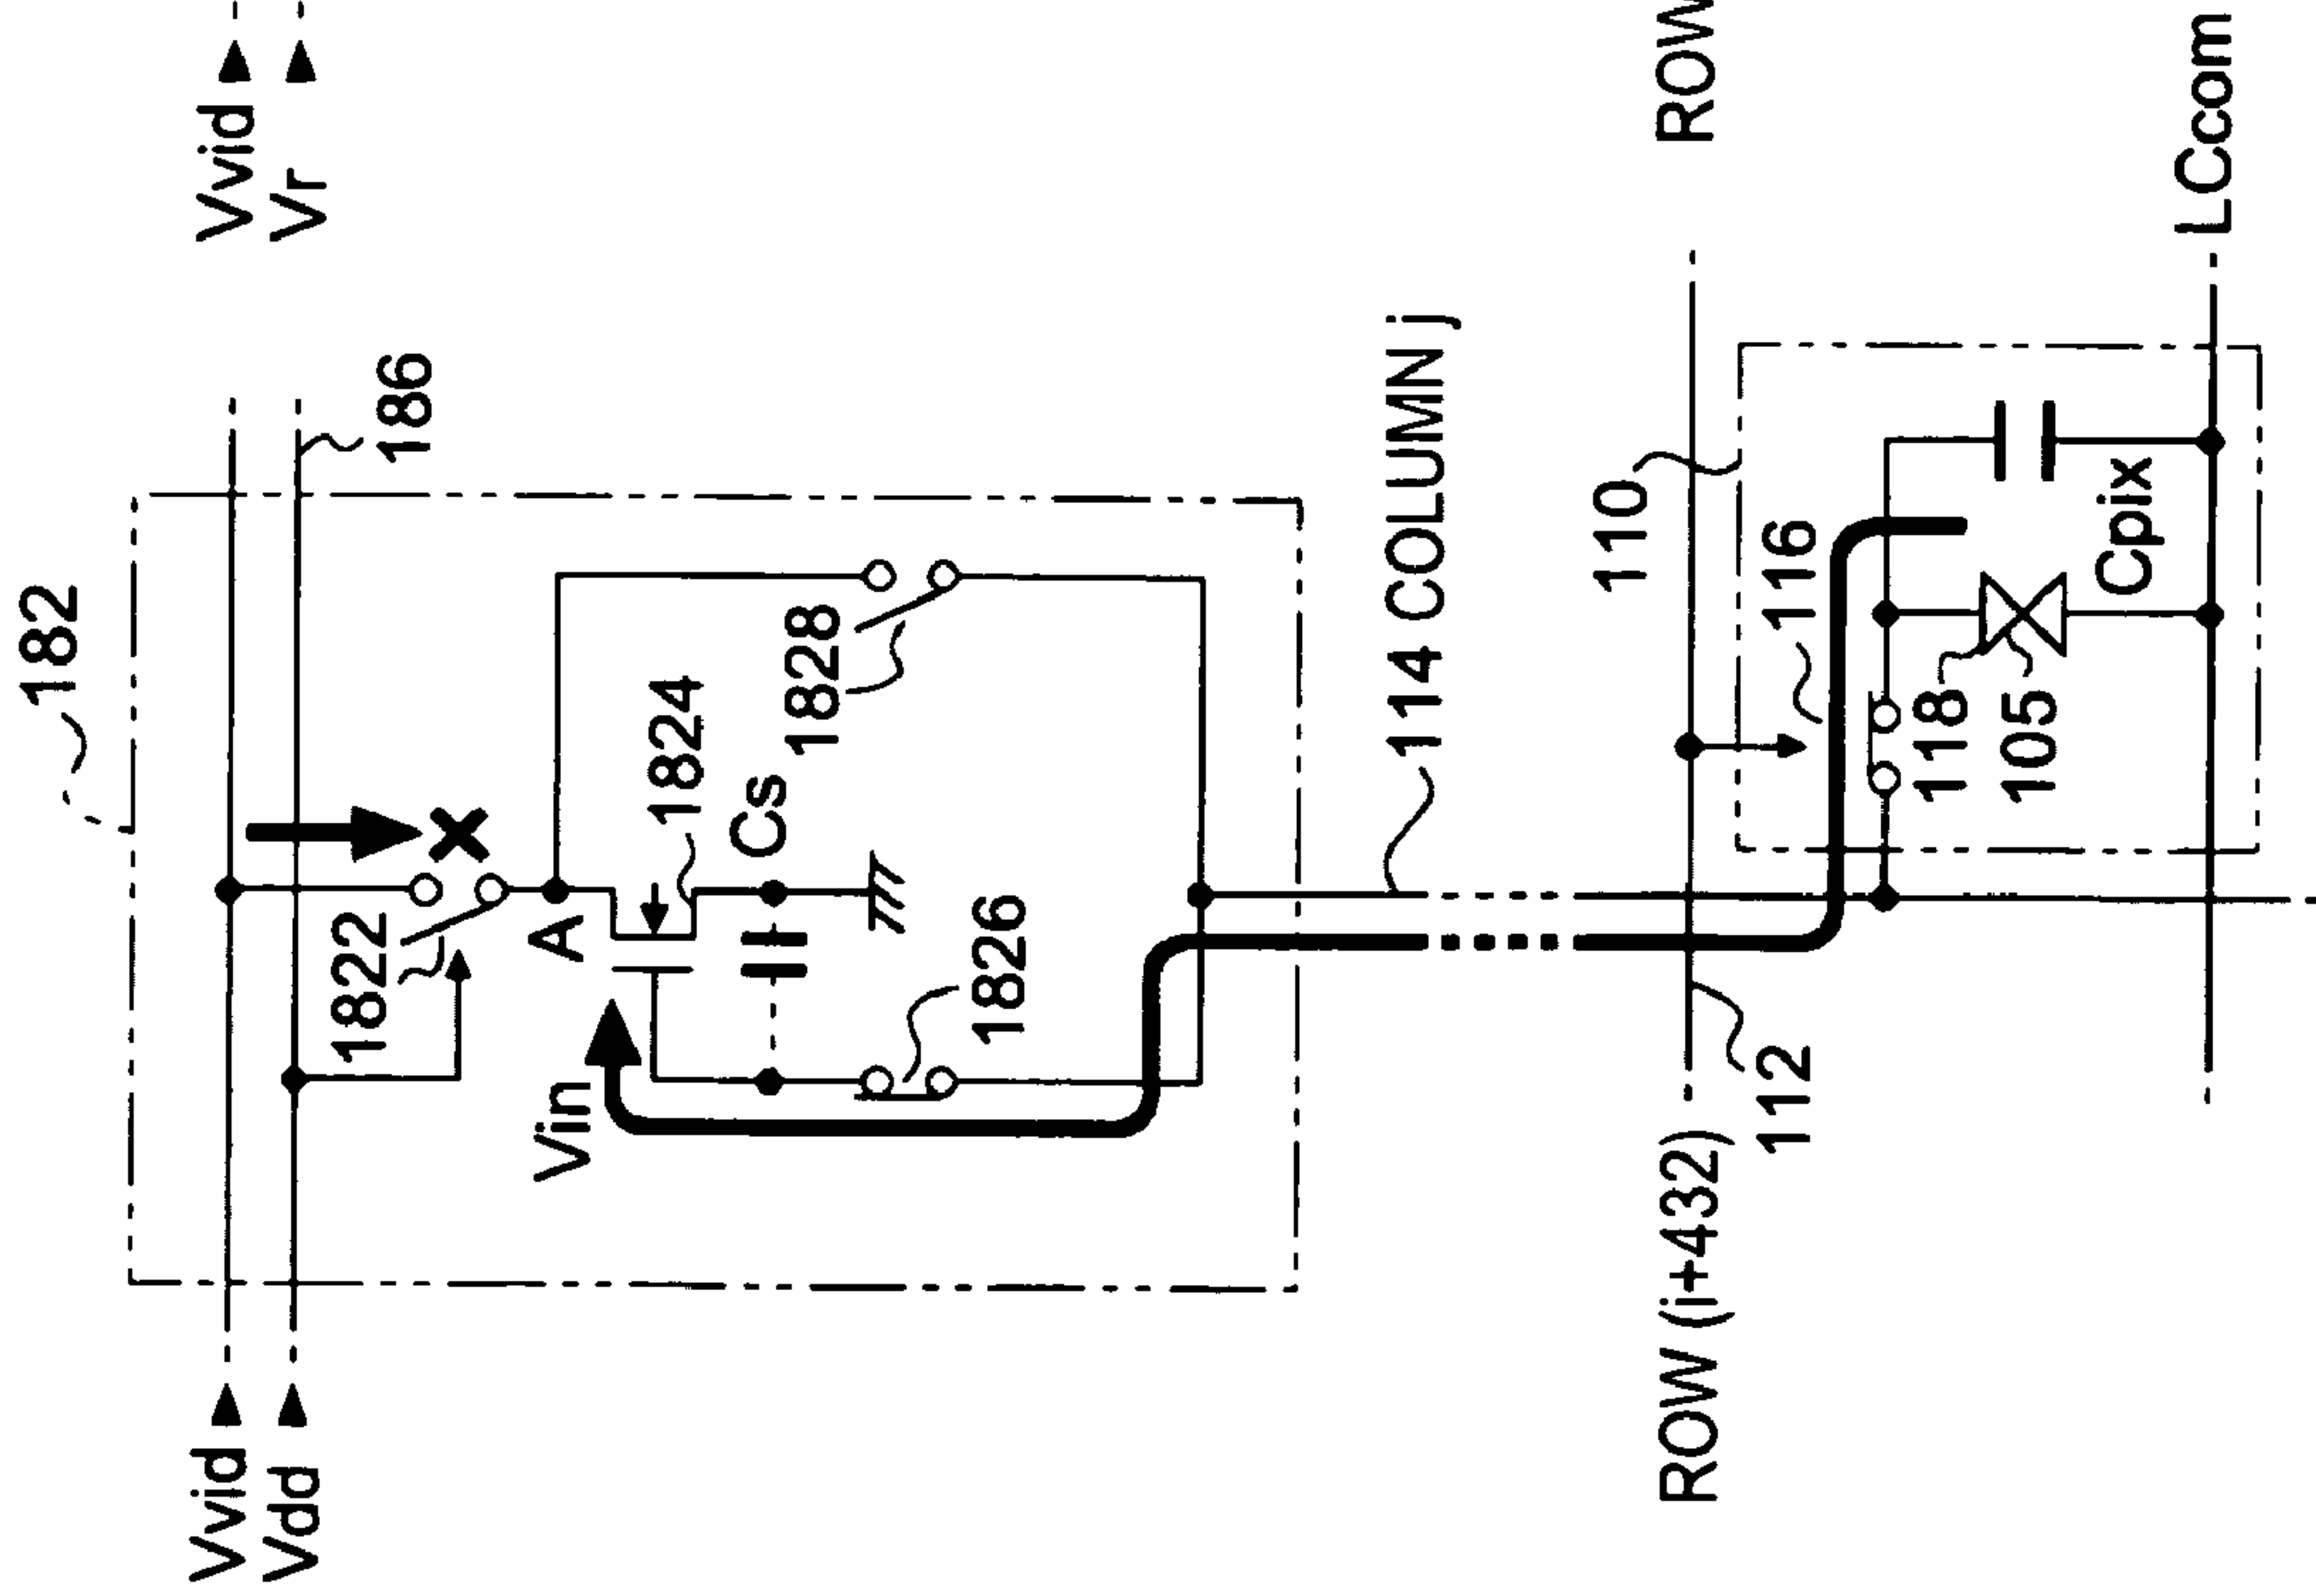 Vvid
Vdd
Vvid
Vr
182
186
1822
A
1824
Cs
1828
Vin
1826
114 COLUMN j
ROW (i+432)
112
110
116
118
105
Cpix
ROW
LCcom